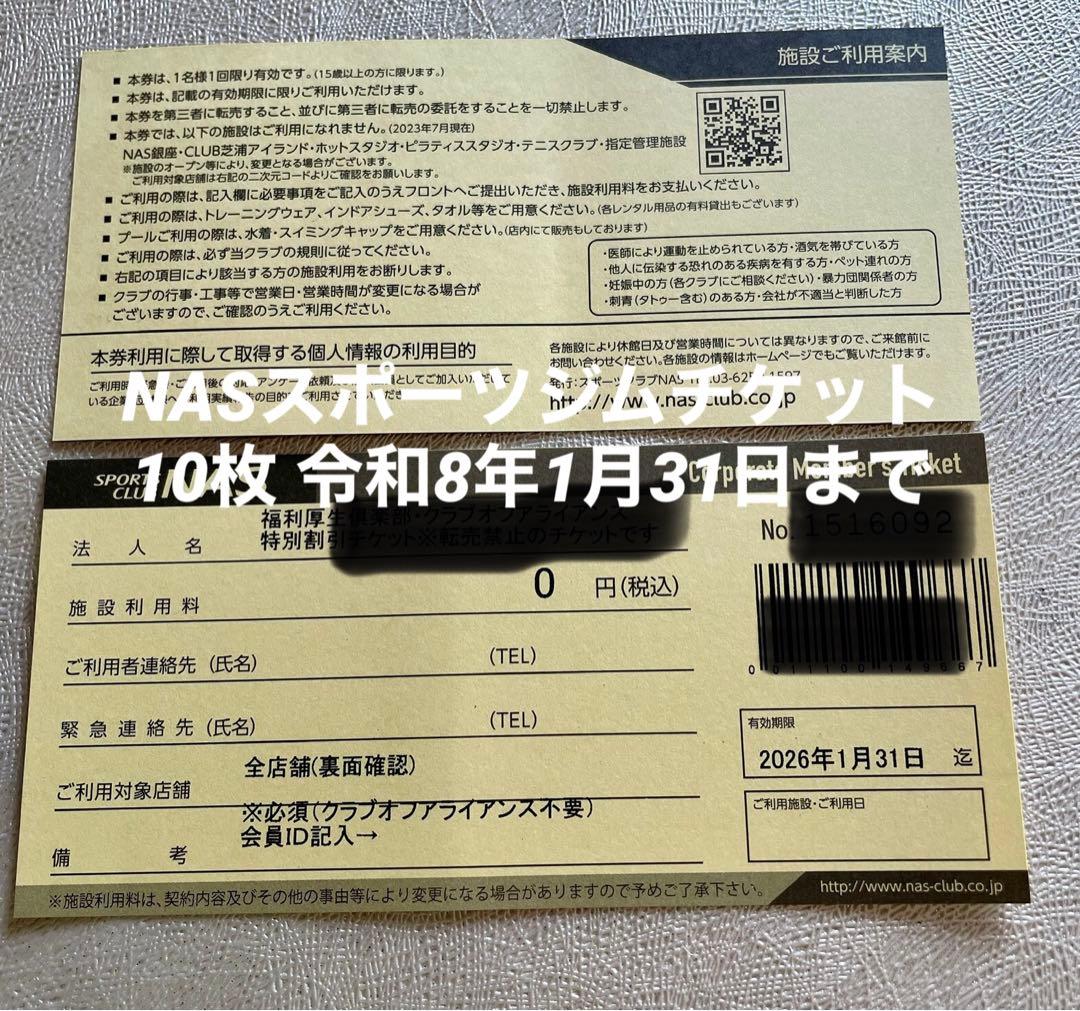 施設ご利用案内
■ 本券は、1名様1回限り有効です。(15歳以上の方に限ります。)
■ 本券は、記載の有効期限に限りご利用いただけます。
■ 本券を第三者に転売すること、並びに第三者に転売の委託をすることを一切禁止します。
■ 本券では、以下の施設はご利用になれません。(2023年7月現在)
NAS銀座・CLUB芝浦アイランド・ホットスタジオ・ピラティススタジオ・テニスクラブ・指定管理施設
※施設のオープン等により、変更となる場合がございます。
ご利用対象店舗は右記の二次元コードよりご確認をお願いします。
■ ご利用の際は、記入欄に必要事項をご記入のうえフロントへご提出いただき、施設利用料をお支払いください。
■ ご利用の際は、トレーニングウェア、インドアシューズ、タオル等をご用意ください。(各レンタル用品の有料貸出もございます)
■ プールご利用の際は、水着・スイミングキャップをご用意ください。(店内にて販売もしております)
■ ご利用の際は、必ず当クラブの規則に従ってください。
■ 右記の項目により該当する方の施設利用をお断りします。
■ クラブの行事・工事等で営業日・営業時間が変更になる場合が
ございますので、ご確認のうえご利用ください。
・医師により運動を止められている方・酒気を帯びている方
・他人に伝染する恐れのある疾病を有する方・ペット連れの方
・妊娠中の方(各クラブにご相談ください)・暴力団関係者の方
・刺青(タトゥー含む)のある方・会社が不適当と判断した方
本券利用に際して取得する個人情報の利用目的
各施設により休館日及び営業時間については異なりますので、ご来館前に
お問い合わせください。各施設の情報はホームページでもご覧いただけます。
発行:スポーツクラブNAS
http://www.nas-club.co.jp
NASスポーツジムチケット
10枚 令和8年1月31日まで
SPORTS CLUB NAS
Corporate Member's Ticket
法人名
福利厚生倶楽部・クラブオフアライアンス
特別割引チケット※転売禁止のチケットです
No. 1516092
施設利用料 0 円(税込)
ご利用者連絡先 (氏名) (TEL)
緊急連絡先 (氏名) (TEL)
有効期限
2026年1月31日 迄
ご利用対象店舗 全店舗(裏面確認)
ご利用施設・ご利用日
備考 ※必須(クラブオフアライアンス不要)
会員ID記入→
※施設利用料は、契約内容及びその他の事由等により変更になる場合がありますので予めご了承下さい。
http://www.nas-club.co.jp